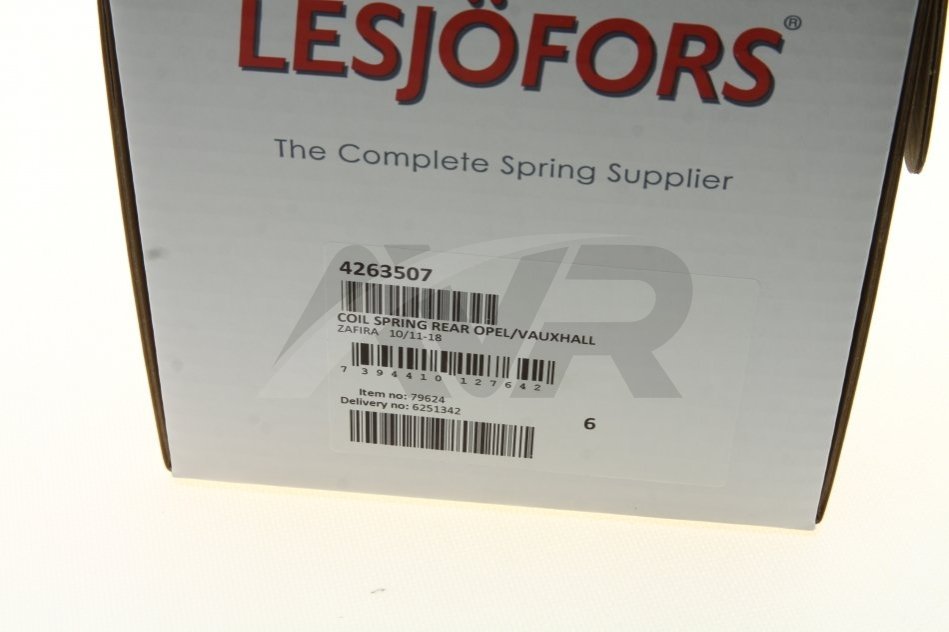 LESJÖFORS®
The Complete Spring Supplier
4263507
COIL SPRING REAR OPEL/VAUXHALL
ZAFIRA 10/11-18
7 394410 127642
Item no: 79624
Delivery no: 6251342
6